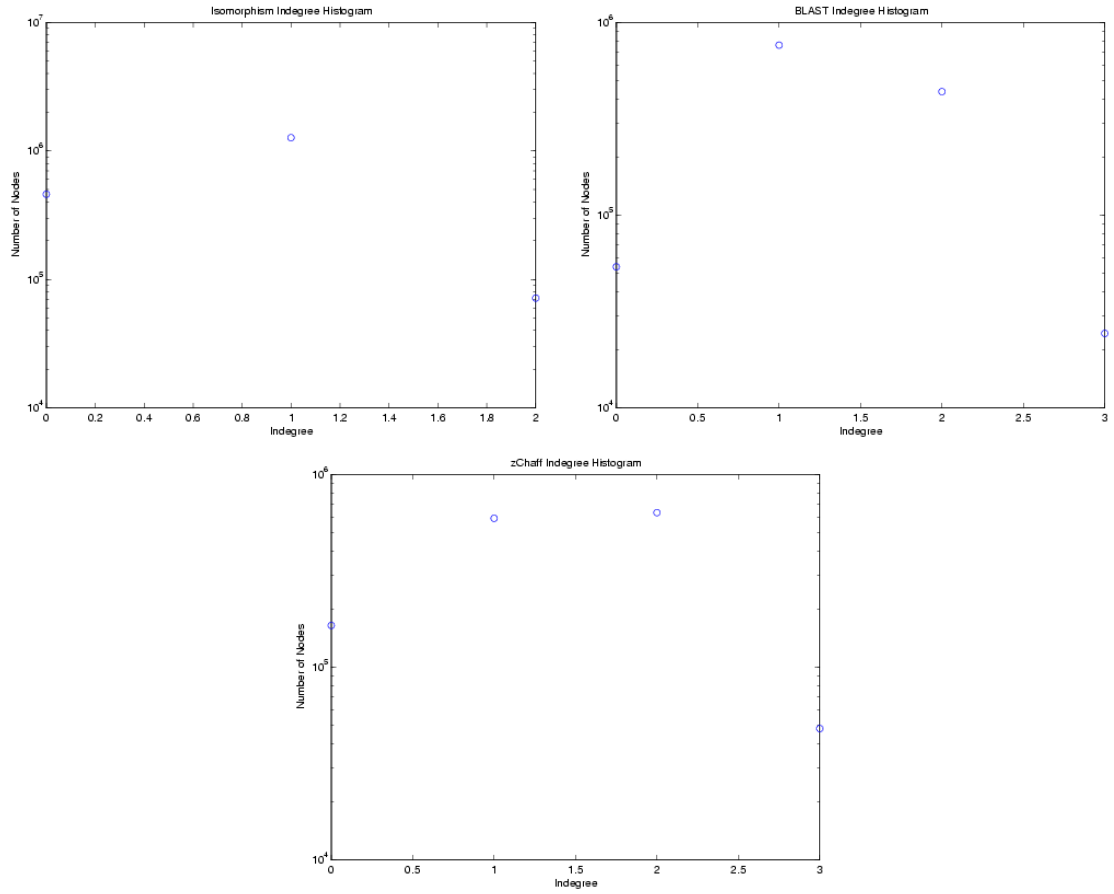 Isomorphism Indegree Histogram
Number of Nodes
10^7
10^6
10^5
10^4
0 0.2 0.4 0.6 0.8 1 1.2 1.4 1.6 1.8 2
Indegree
BLAST Indegree Histogram
Number of Nodes
10^6
10^5
10^4
0 0.5 1 1.5 2 2.5 3
Indegree
zChaff Indegree Histogram
Number of Nodes
10^6
10^5
10^4
0 0.5 1 1.5 2 2.5 3
Indegree